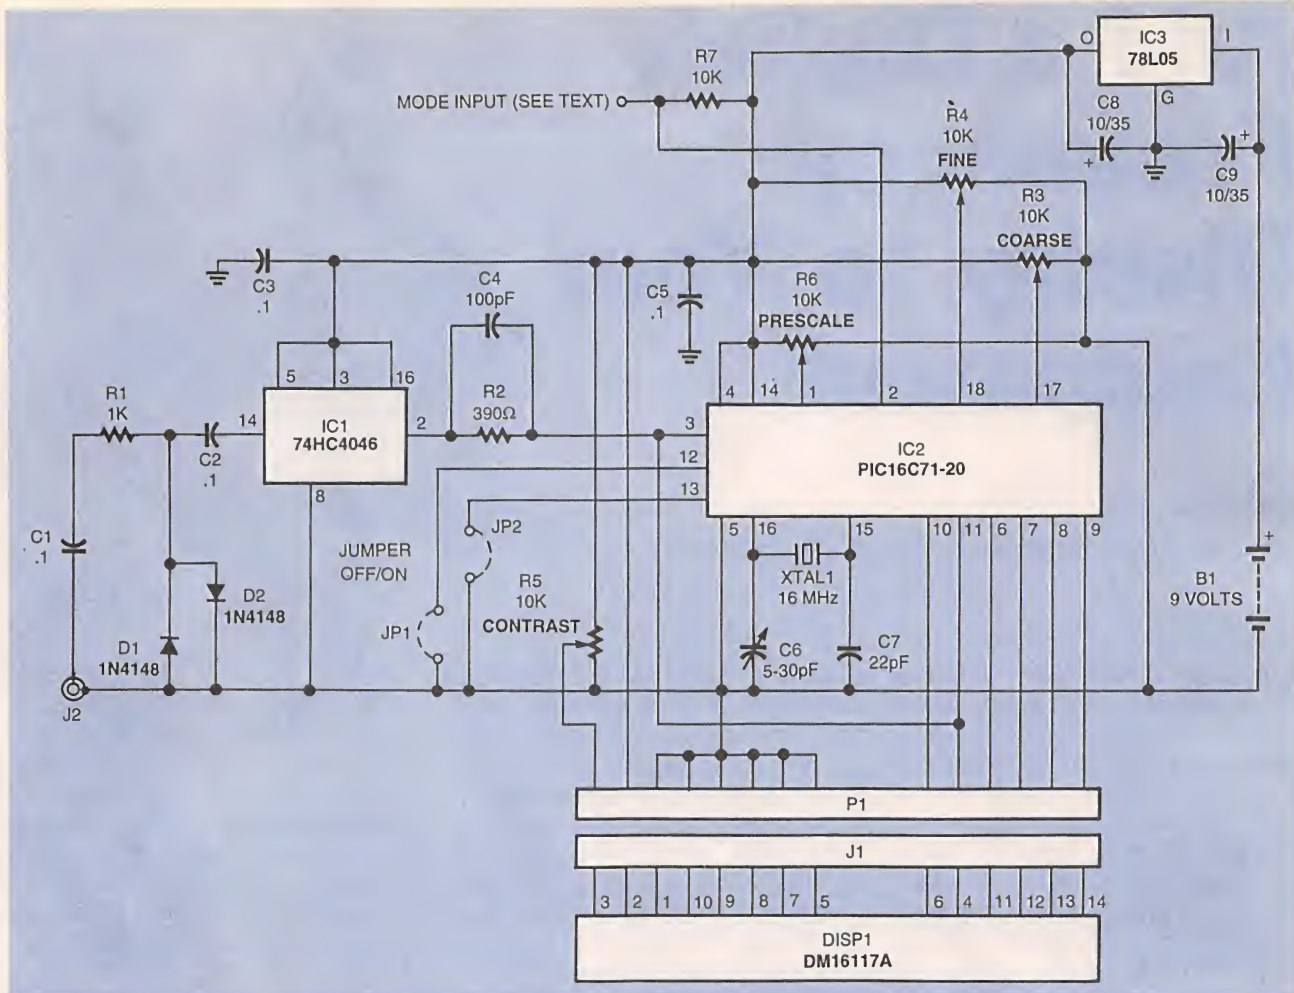 IC3
78L05
O
I
G
R7
10K
MODE INPUT (SEE TEXT)
C8
10/35
+
+
C9
10/35
R4
10K
FINE
R3
10K
COARSE
C3
.1
C4
100pF
C5
.1
R6
10K
PRESCALE
5
3
16
4
14
1
2
18
17
R1
1K
14
IC1
74HC4046
2
R2
390Ω
3
IC2
PIC16C71-20
C2
.1
12
13
8
5
16
15
10
11
6
7
8
9
C1
.1
JUMPER
OFF/ON
JP2
XTAL1
16 MHz
+
B1
9 VOLTS
D2
1N4148
R5
10K
CONTRAST
D1
1N4148
JP1
C6
5-30pF
C7
22pF
J2
P1
J1
3
2
1
10
9
8
7
5
6
4
11
12
13
14
DISP1
DM16117A